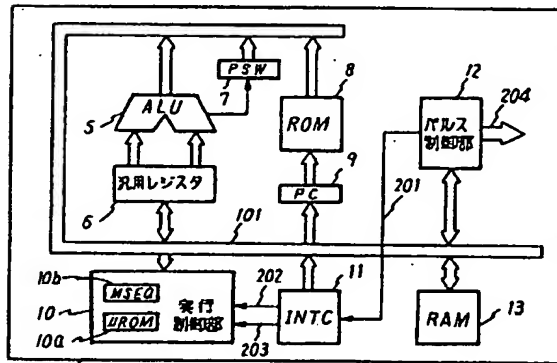 PSW
7
8
12
204
ALU
5
ROM
パルス
制御部
9
汎用レジスタ
PC
201
6
101
10b
MSEQ
10
実行
制御部
202
11
10a
μROM
203
INTC
RAM
13